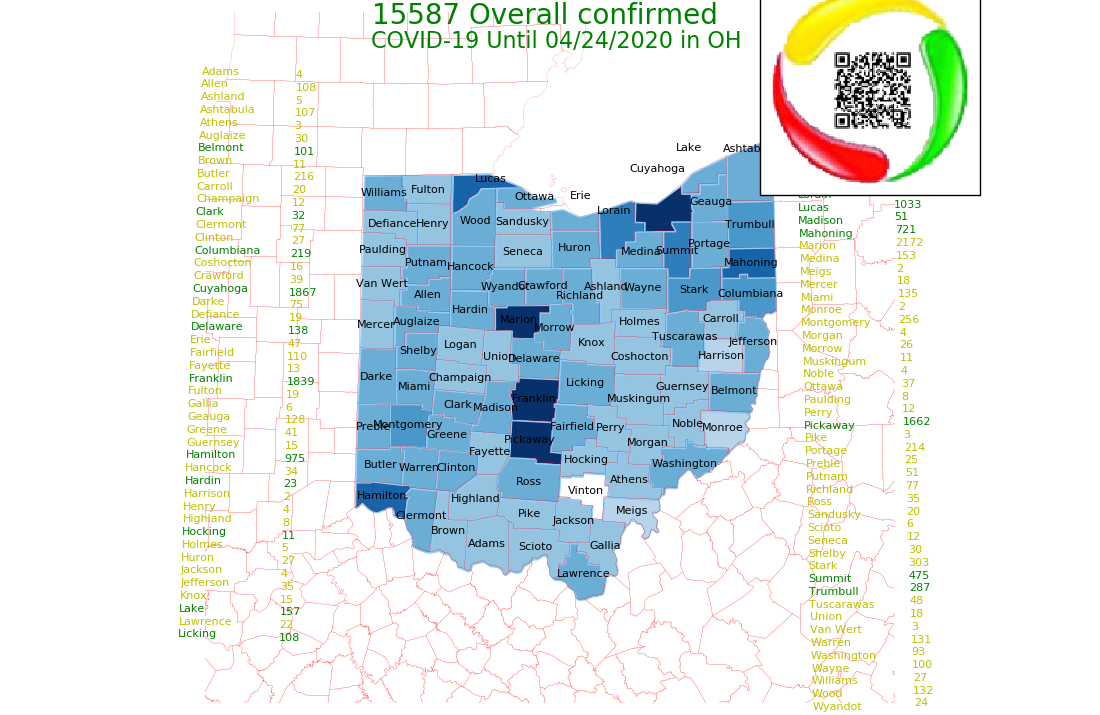 15587 Overall confirmed
COVID-19 Until 04/24/2020 in OH
Adams 4
Allen 108
Ashland 5
Ashtabula 107
Athens 3
Auglaize 30
Belmont 101
Brown 11
Butler 216
Carroll 20
Champaign 12
Clark 32
Clermont 77
Clinton 27
Columbiana 219
Coshocton 16
Crawford 39
Cuyahoga 1867
Darke 75
Defiance 19
Delaware 138
Erie 47
Fairfield 110
Fayette 13
Franklin 1839
Fulton 19
Gallia 6
Geauga 128
Greene 41
Guernsey 15
Hamilton 975
Hancock 34
Hardin 23
Harrison 2
Henry 4
Highland 8
Hocking 11
Holmes 5
Huron 27
Jackson 4
Jefferson 35
Knox 15
Lake 157
Lawrence 22
Licking 108
Lake Ashtab
Cuyahoga
Lucas
Williams Fulton Ottawa Erie Geauga
Lorain
Defiance Henry Wood Sandusky Trumbull
Paulding Seneca Huron Medina Summit Portage
Putnam Hancock Mahoning
Van Wert Wyandot Crawford Ashland Wayne Stark Columbiana
Allen Richland
Hardin
Mercer Auglaize Marion Morrow Holmes Carroll
Shelby Logan Union Delaware Knox Coshocton Tuscarawas Harrison Jefferson
Darke Miami Champaign Licking Guernsey Belmont
Clark Madison Franklin Muskingum
Preble Montgomery Greene Fairfield Perry Noble Monroe
Pickaway Morgan
Fayette
Butler Warren Clinton Hocking Washington
Ross Athens
Hamilton Highland Vinton
Clermont Pike Jackson Meigs
Brown Adams Scioto Gallia
Lawrence
Lucas 1033
Madison 51
Mahoning 721
Marion 2172
Medina 153
Meigs 2
Mercer 18
Miami 135
Monroe 2
Montgomery 256
Morgan 4
Morrow 26
Muskingum 11
Noble 4
Ottawa 37
Paulding 8
Perry 12
Pickaway 1662
Pike 3
Portage 214
Preble 25
Putnam 51
Richland 77
Ross 35
Sandusky 20
Scioto 6
Seneca 12
Shelby 30
Stark 303
Summit 475
Trumbull 287
Tuscarawas 48
Union 18
Van Wert 3
Warren 131
Washington 93
Wayne 100
Williams 27
Wood 132
Wyandot 24